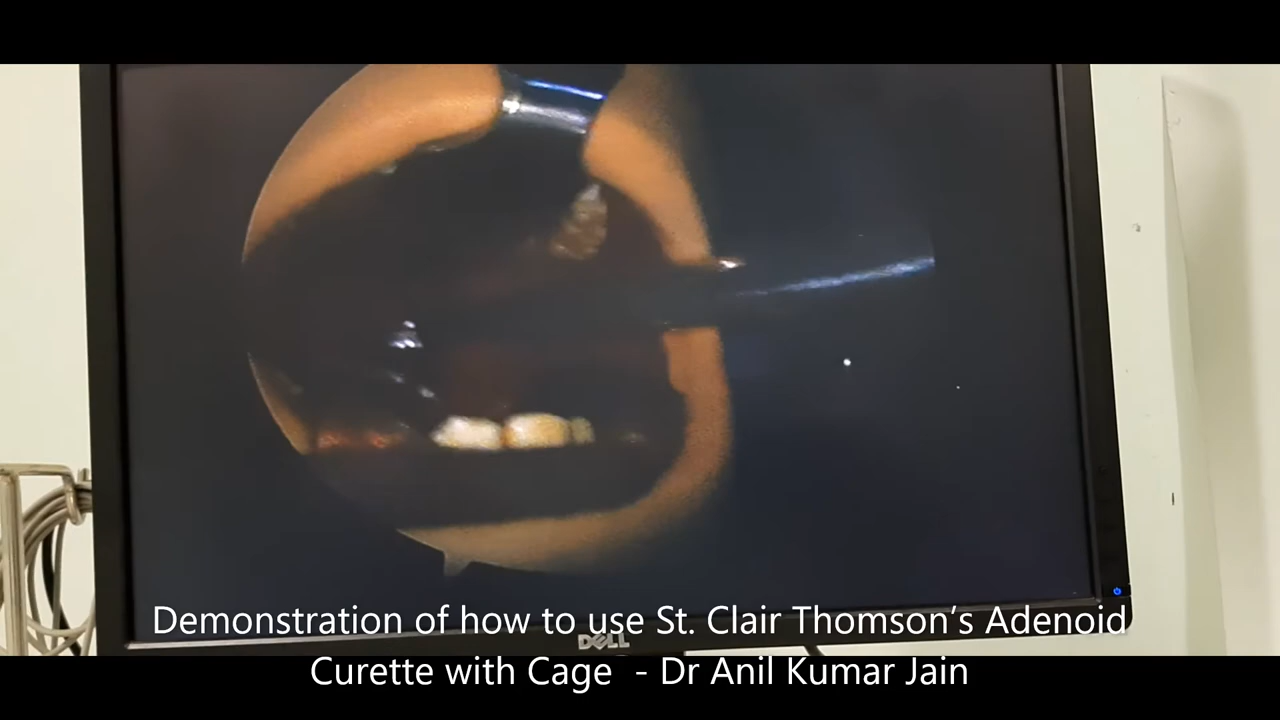 Demonstration of how to use St. Clair Thomson's Adenoid
DELL
Curette with Cage - Dr Anil Kumar Jain